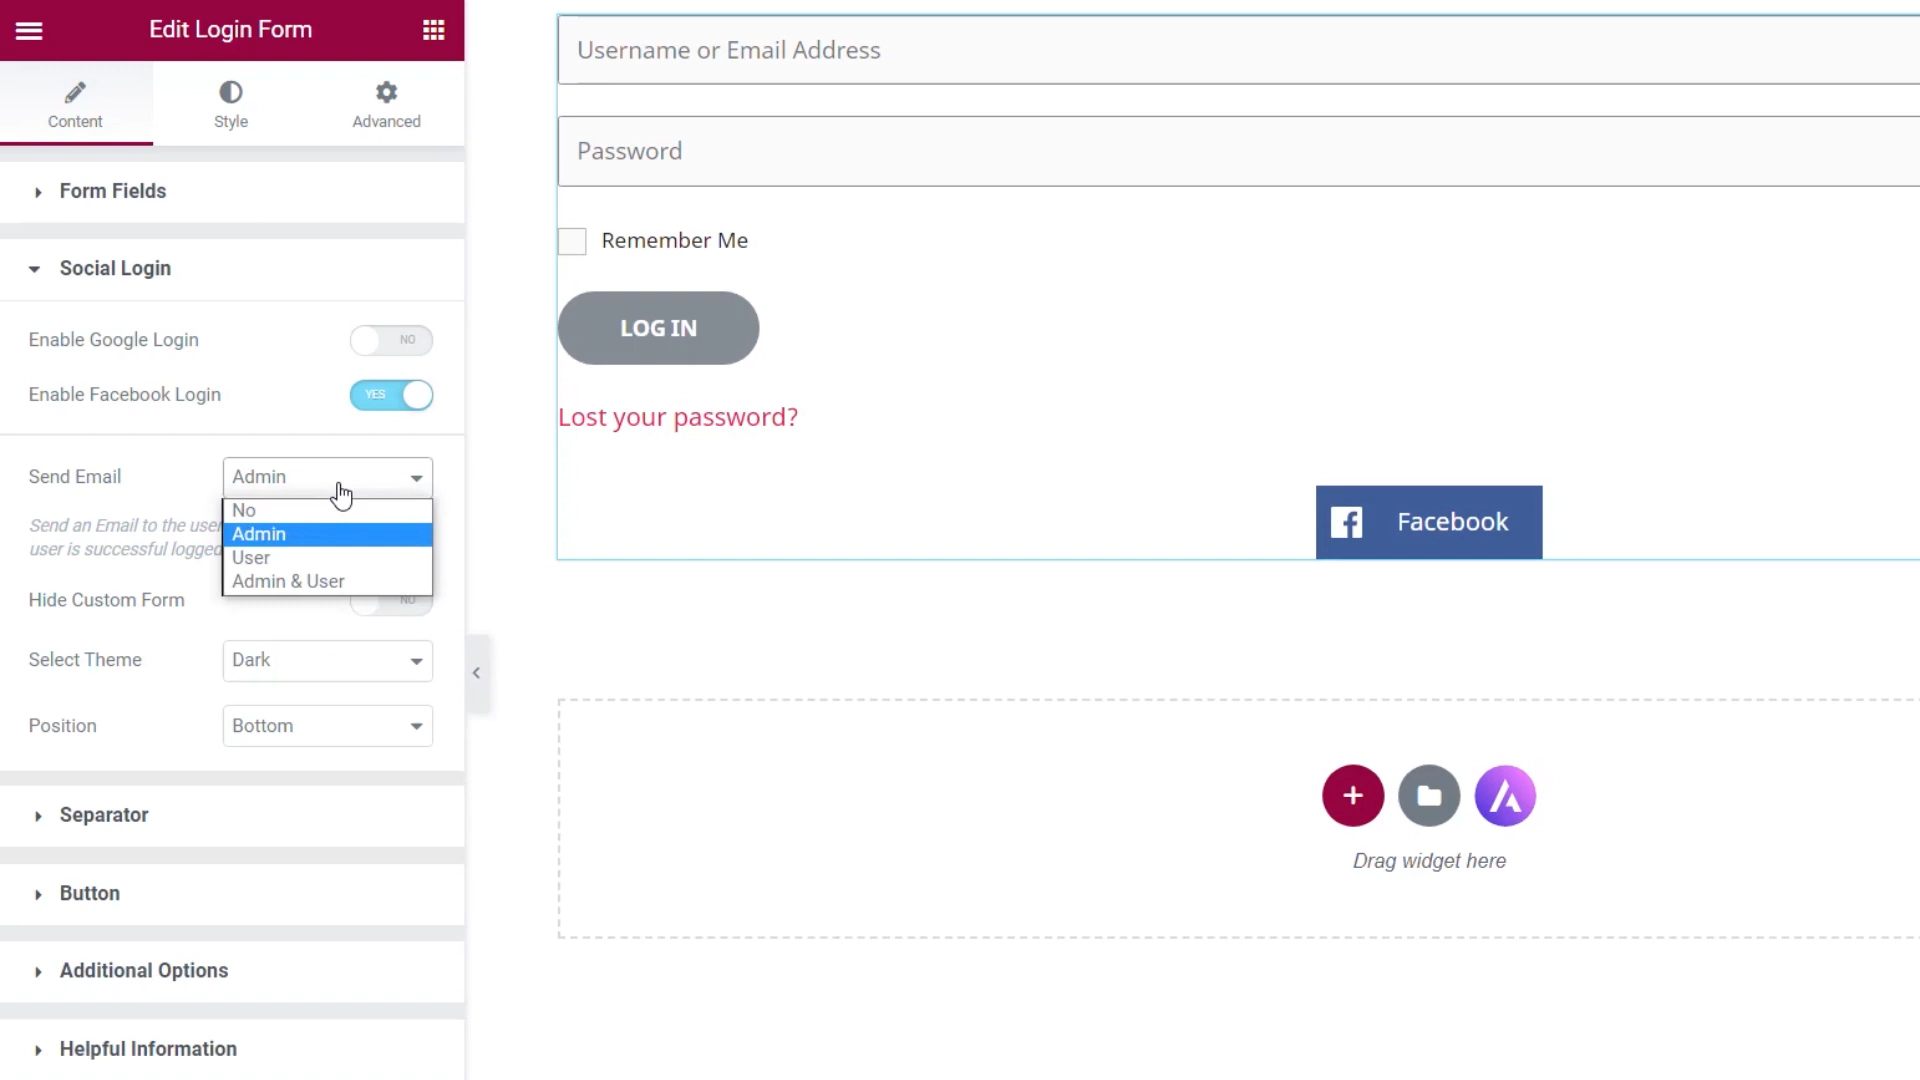 Edit Login Form
Content
Style
Advanced
Form Fields
Social Login
Enable Google Login
NO
Enable Facebook Login
YES
Send Email
Admin
No
Admin
User
Admin & User
Send an Email to the user
user is successful logged
Hide Custom Form
NO
Select Theme
Dark
Position
Bottom
Separator
Button
Additional Options
Helpful Information
Username or Email Address
Password
Remember Me
LOG IN
Lost your password?
Facebook
Drag widget here